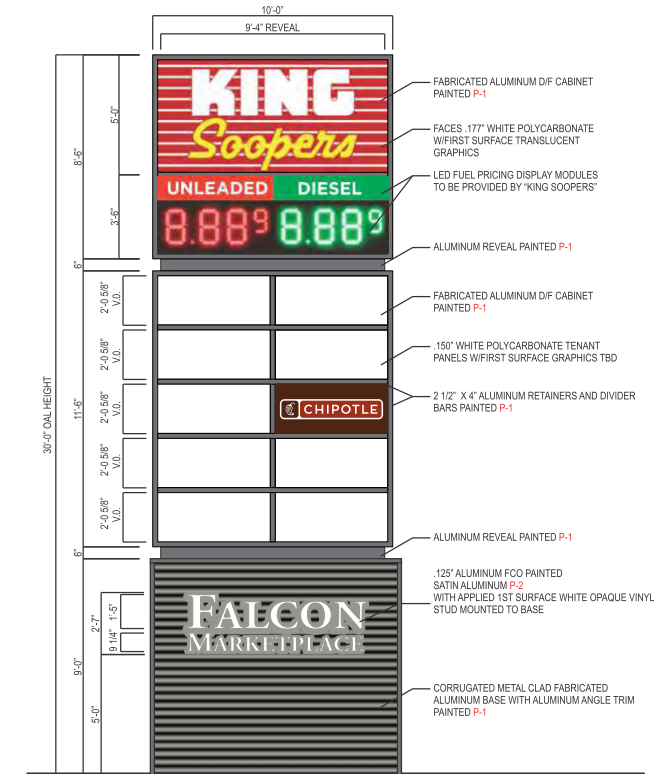 10'-0"
9'-4" REVEAL
KING
Soopers
UNLEADED DIESEL
8.889 8.889
CHIPOTLE
FALCON
MARKETPLACE
30'-0" OAL HEIGHT
8'-6"
5'-0"
3'-6"
6"
11'-6"
2'-0 5/8"
V.O.
2'-0 5/8"
V.O.
2'-0 5/8"
V.O.
2'-0 5/8"
V.O.
2'-0 5/8"
V.O.
6"
9'-0"
2'-7"
1'-5"
9 1/4"
5'-0"
FABRICATED ALUMINUM D/F CABINET
PAINTED P-1
FACES .177" WHITE POLYCARBONATE
W/FIRST SURFACE TRANSLUCENT
GRAPHICS
LED FUEL PRICING DISPLAY MODULES
TO BE PROVIDED BY "KING SOOPERS"
ALUMINUM REVEAL PAINTED P-1
FABRICATED ALUMINUM D/F CABINET
PAINTED P-1
.150" WHITE POLYCARBONATE TENANT
PANELS W/FIRST SURFACE GRAPHICS TBD
2 1/2" X 4" ALUMINUM RETAINERS AND DIVIDER
BARS PAINTED P-1
ALUMINUM REVEAL PAINTED P-1
.125" ALUMINUM FCO PAINTED
SATIN ALUMINUM P-2
WITH APPLIED 1ST SURFACE WHITE OPAQUE VINYL
STUD MOUNTED TO BASE
CORRUGATED METAL CLAD FABRICATED
ALUMINUM BASE WITH ALUMINUM ANGLE TRIM
PAINTED P-1